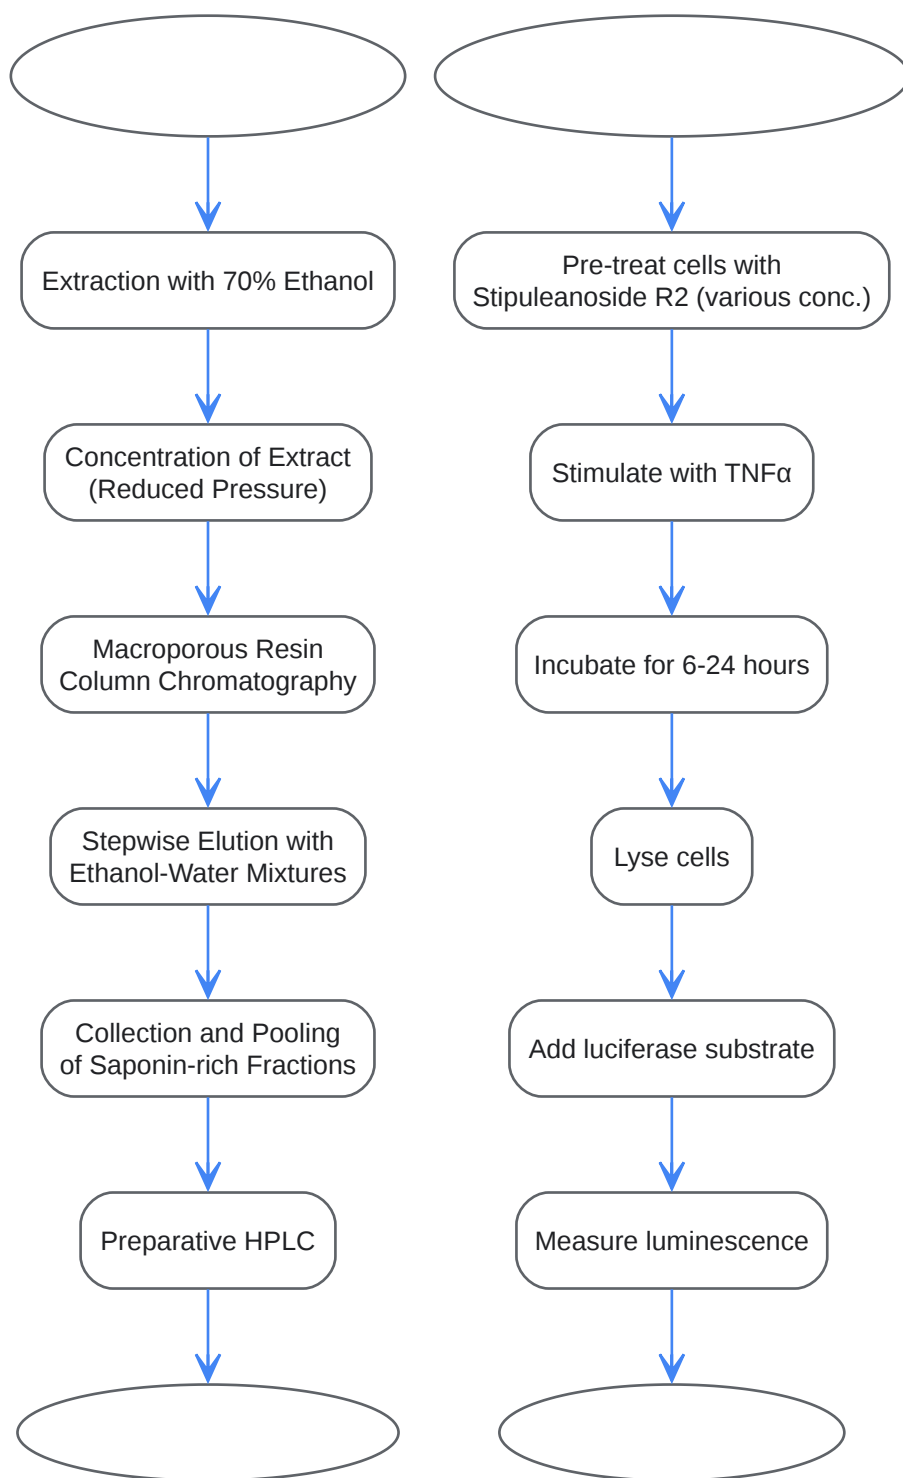 Extraction with 70% Ethanol
Concentration of Extract
(Reduced Pressure)
Macroporous Resin
Column Chromatography
Stepwise Elution with
Ethanol-Water Mixtures
Collection and Pooling
of Saponin-rich Fractions
Preparative HPLC
Pre-treat cells with
Stipuleanoside R2 (various conc.)
Stimulate with TNFα
Incubate for 6-24 hours
Lyse cells
Add luciferase substrate
Measure luminescence